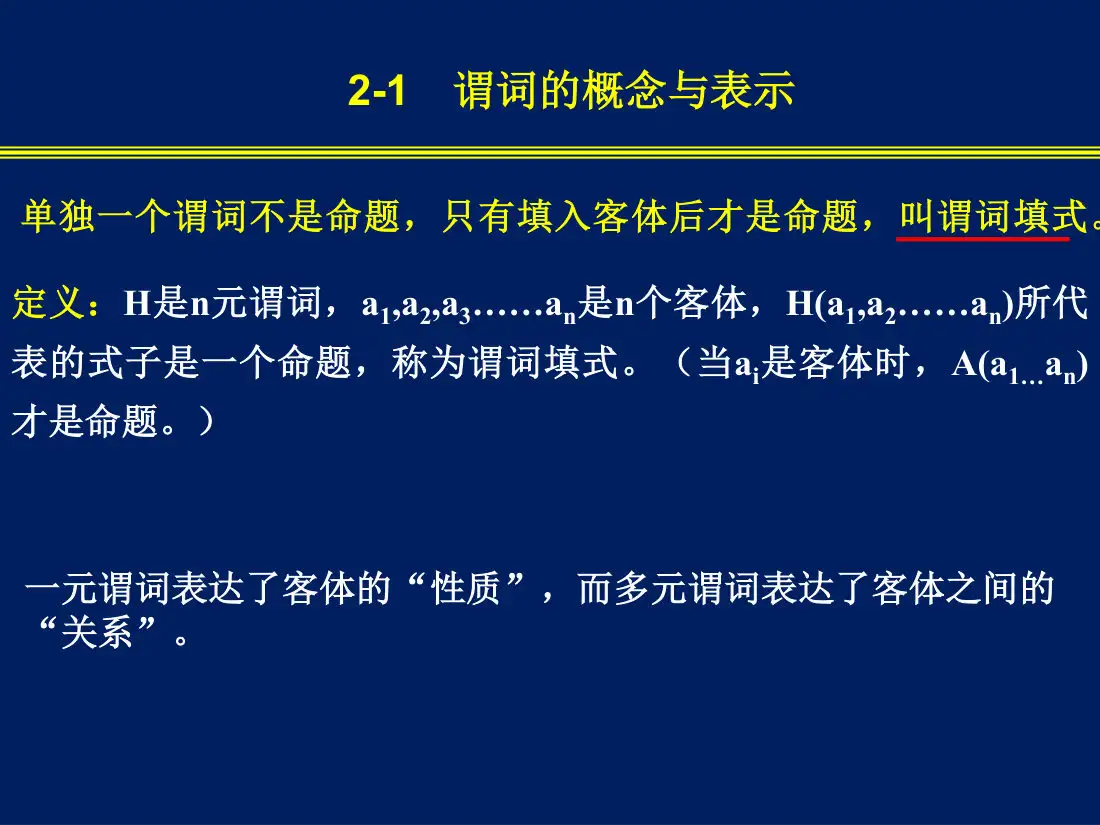 2-1 谓词的概念与表示
单独一个谓词不是命题，只有填入客体后才是命题，叫谓词填式。
定义：H是n元谓词，a₁,a₂,a₃……aₙ是n个客体，H(a₁,a₂……aₙ)所代
表的式子是一个命题，称为谓词填式。（当aᵢ是客体时，A(a₁…aₙ)
才是命题。）
一元谓词表达了客体的“性质”，而多元谓词表达了客体之间的
“关系”。